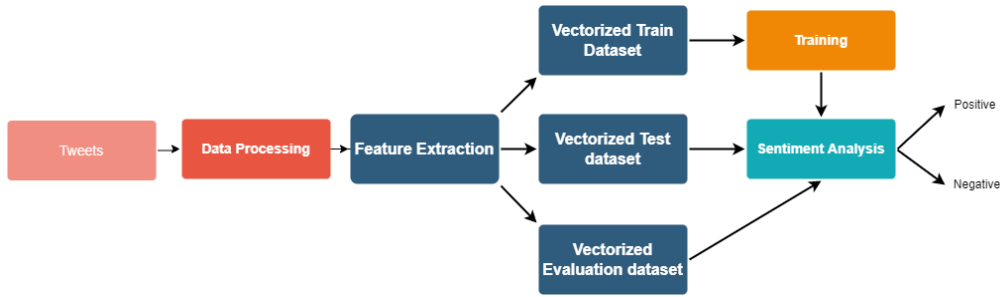 Tweets
Data Processing
Feature Extraction
Vectorized Train
Dataset
Vectorized Test
dataset
Vectorized
Evaluation dataset
Training
Sentiment Analysis
Positive
Negative